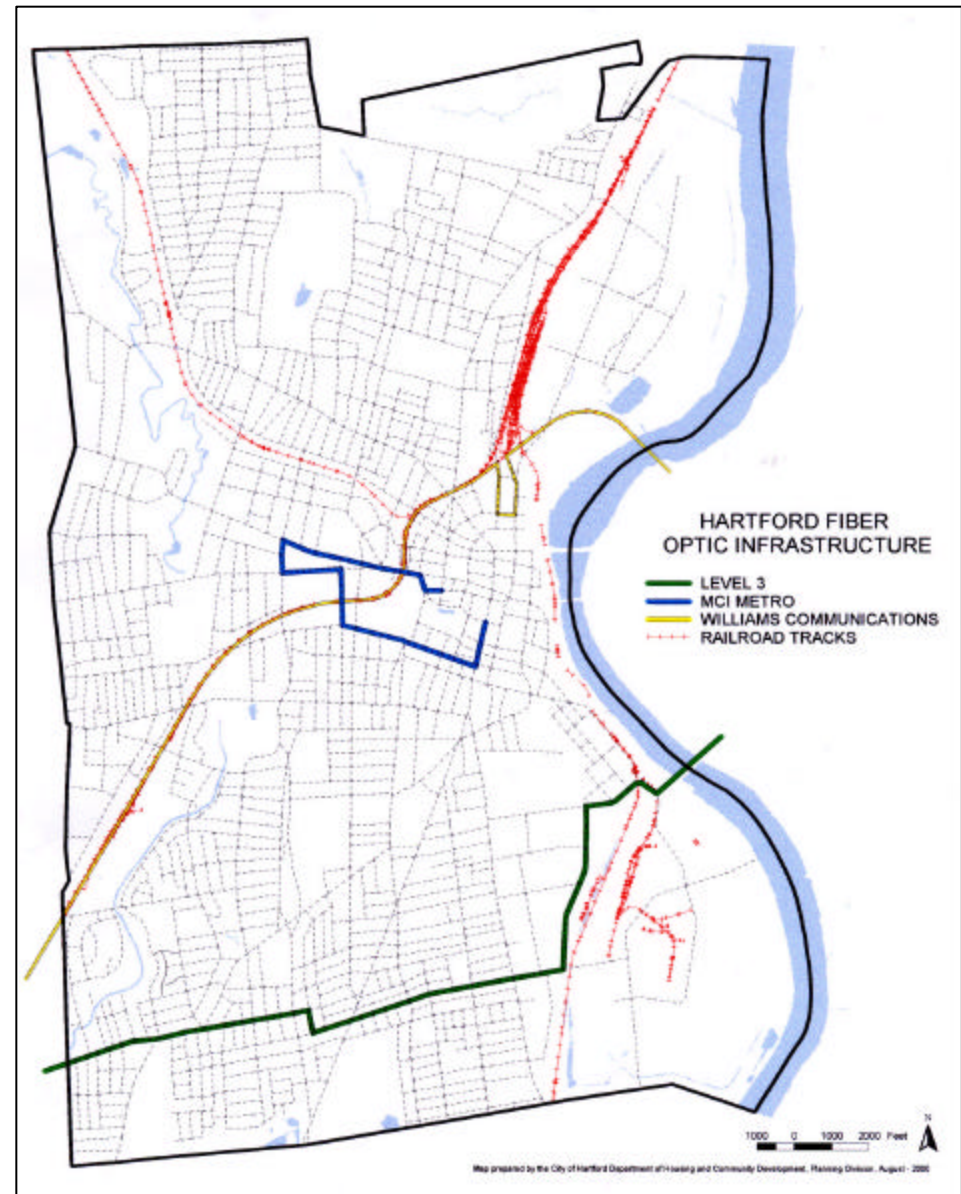 HARTFORD FIBER
OPTIC INFRASTRUCTURE
LEVEL 3
MCI METRO
WILLIAMS COMMUNICATIONS
RAILROAD TRACKS
N
1000 0 1000 2000 Feet
Map prepared by the City of Hartford Department of Housing and Community Development, Planning Division, August - 2000